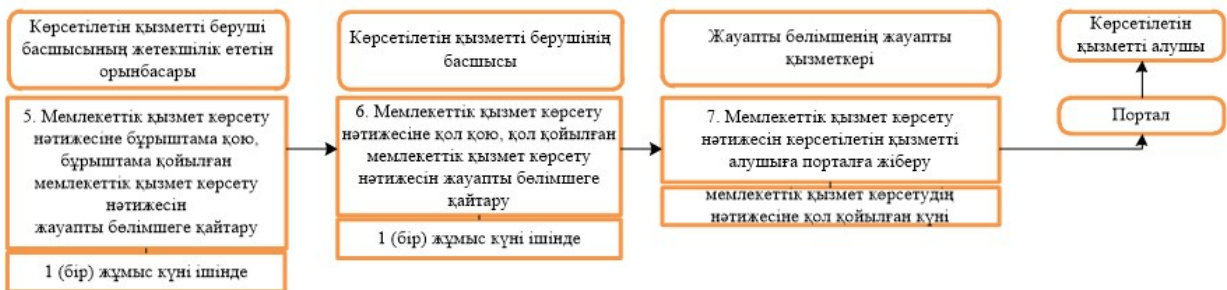 Көрсетілетін қызметті беруші
басшысының жетекшілік ететін
орынбасары
5. Мемлекеттік қызмет көрсету
нәтижесіне бұрыштама қою,
бұрыштама қойылған
мемлекеттік қызмет көрсету
нәтижесін
жауапты бөлімшеге қайтару
1 (бір) жұмыс күні ішінде
Көрсетілетін қызметті берушінің
басшысы
6. Мемлекеттік қызмет көрсету
нәтижесіне қол қою, қол қойылған
мемлекеттік қызмет көрсету
нәтижесін жауапты бөлімшеге
қайтару
1 (бір) жұмыс күні ішінде
Жауапты бөлімшенің жауапты
қызметкері
7. Мемлекеттік қызмет көрсету
нәтижесін көрсетілетін қызметті
алушыға порталға жіберу
мемлекеттік қызмет көрсетудің
нәтижесіне қол қойылған күні
Көрсетілетін
қызметті алушы
Портал